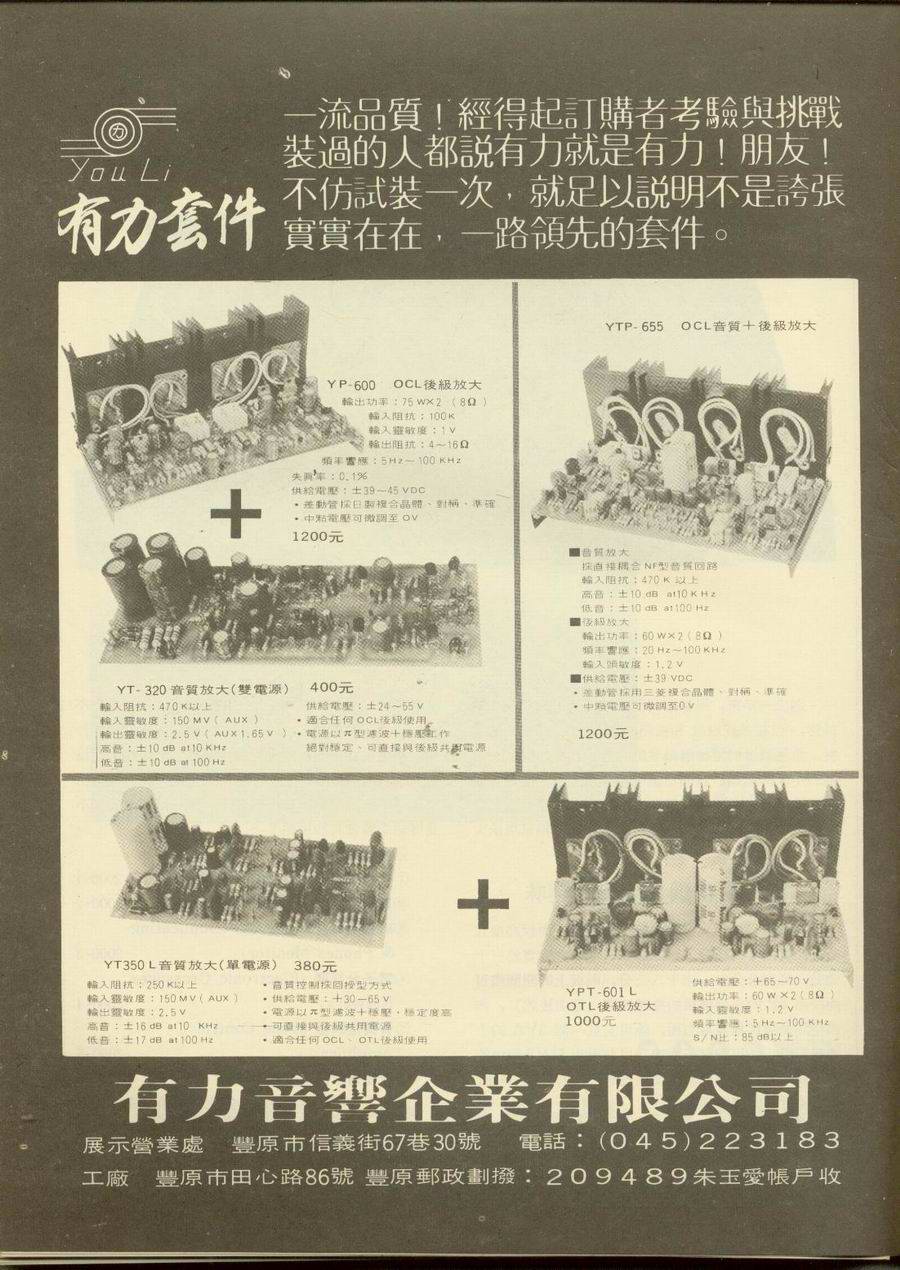 You Li
有力套件
一流品質！經得起訂購者考驗與挑戰
裝過的人都説有力就是有力！朋友！
不仿試裝一次，就足以説明不是誇張
實實在在，一路領先的套件。
YP-600 OCL後級放大
輸出功率：75 W×2（8Ω）
輸入阻抗：100K
輸入靈敏度：1V
輸出阻抗：4～16Ω
頻率響應：5Hz～100 KHz
失眞率：0.1%
供給電壓：±39～45 VDC
・差動管採日製複合晶體、對稱、準確
・中點電壓可微調至 0V
1200元
YT-320 音質放大(雙電源) 400元
輸入阻抗：470 K以上
輸入靈敏度：150 MV（AUX）
輸出靈敏度：2.5 V（AUX1.65 V）
高音：±10 dB at 10 KHz
低音：±10 dB at 100 Hz
供給電壓：±24～55 V
・適合任何 OCL後級使用
・電源以π型濾波＋穩壓工作
絕對穩定、可直接與後級共用電源
YTP-655 OCL音質＋後級放大
■音質放大
採直接耦合 NF型音質回路
輸入阻抗：470 K 以上
高音：±10 dB at10 KHz
低音：±10 dB at100 Hz
■後級放大
輸出功率：60 W×2（8Ω）
頻率響應：20 Hz～100 KHz
輸入頭敏度：1.2 V
■供給電壓：±39 VDC
・差動管採用三菱複合晶體、對稱、準確
・中點電壓可微調至0V
1200元
YT350 L音質放大(單電源) 380元
輸入阻抗：250 K以上
輸入靈敏度：150 MV（AUX）
輸出靈敏度：2.5 V
高音：±16 dB at10 KHz
低音：±17 dB at100 Hz
・音質控制採回授型方式
・供給電壓：＋30～65 V
・電源以π型濾波＋穩壓，穩定度高
・可直接與後級共用電源
・適合任何 OCL、OTL後級使用
YPT-601 L
OTL後級放大
1000元
供給電壓：＋65～70 V
輸出功率：60 W×2（8Ω）
輸入靈敏度：1.2 V
頻率響應：5 Hz～100 KHz
S/N比：85 dB以上
有力音響企業有限公司
展示營業處 豐原市信義街67巷30號 電話：(045)223183
工廠 豐原市田心路86號 豐原郵政劃撥：209489朱玉愛帳戶收